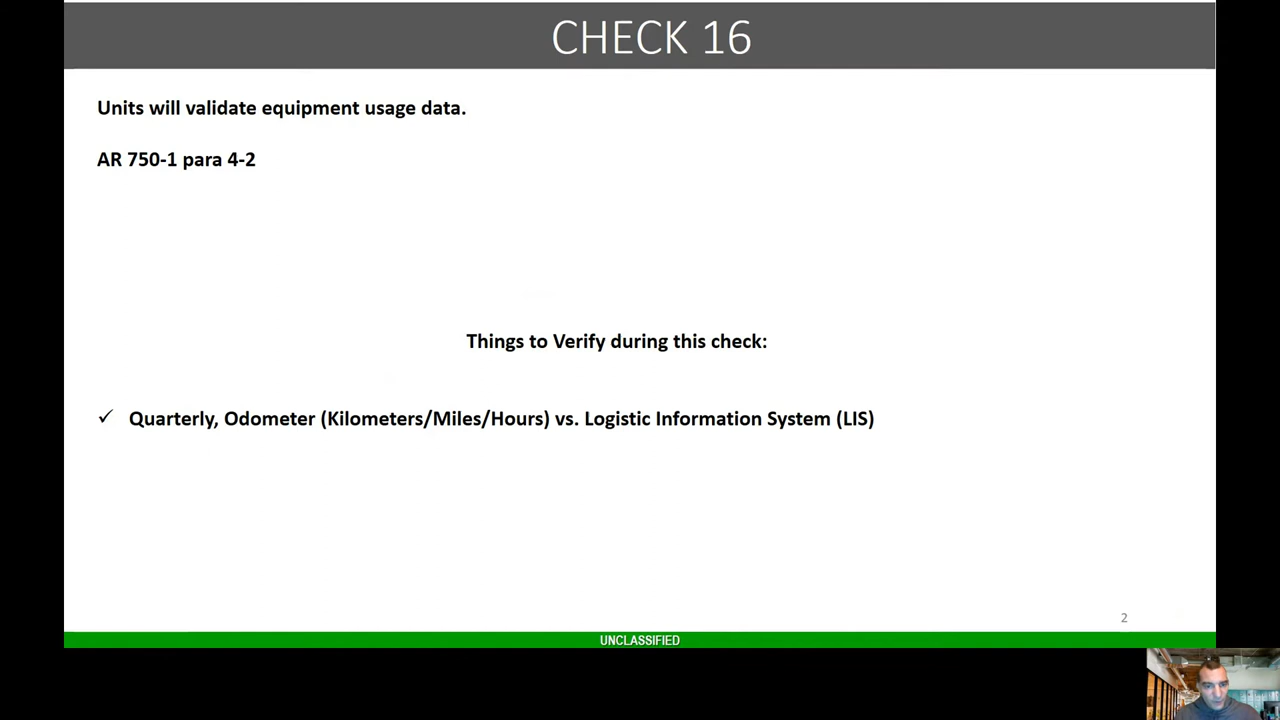 CHECK 16
Units will validate equipment usage data.
AR 750-1 para 4-2
Things to Verify during this check:
✓ Quarterly, Odometer (Kilometers/Miles/Hours) vs. Logistic Information System (LIS)
2
UNCLASSIFIED